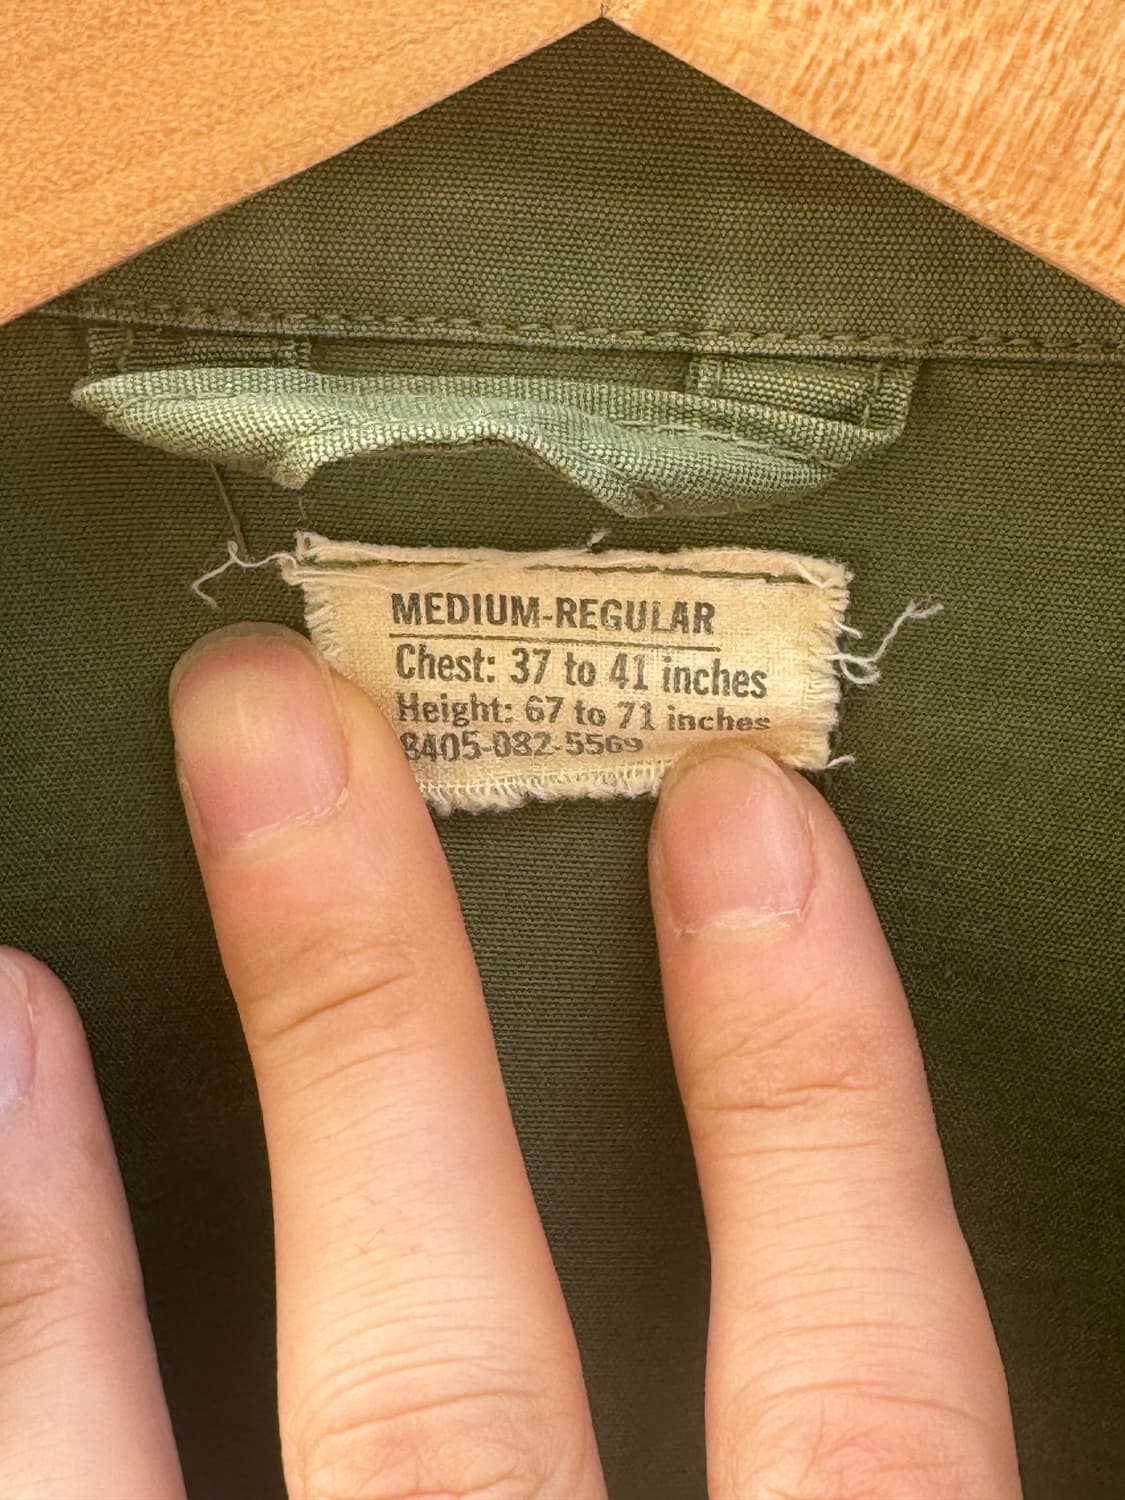 MEDIUM-REGULAR
Chest: 37 to 41 inches
Height: 67 to 71 inches
8405-082-5569